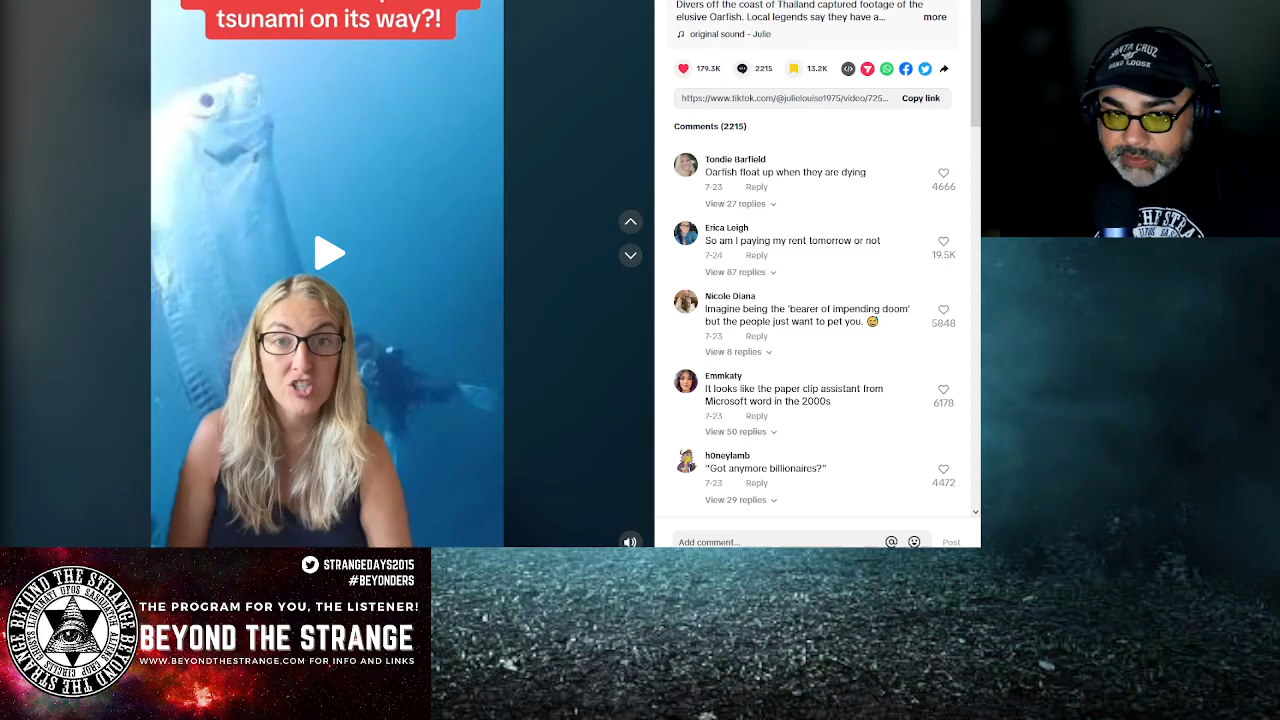 tsunami on its way?!
Divers off the coast of Thailand captured footage of the
elusive Oarfish. Local legends say they have a... more
original sound - Julie
179.3K 2215 13.2K
https://www.tiktok.com/@julielouise1975/video/725... Copy link
Comments (2215)
Tondie Barfield
Oarfish float up when they are dying
7-23 Reply 4666
View 27 replies
Erica Leigh
So am I paying my rent tomorrow or not
7-24 Reply 19.5K
View 87 replies
Nicole Diana
Imagine being the 'bearer of impending doom'
but the people just want to pet you. 😅
7-23 Reply 5848
View 8 replies
Emmkaty
It looks like the paper clip assistant from
Microsoft word in the 2000s
7-23 Reply 6178
View 50 replies
h0neylamb
"Got anymore billionaires?"
7-23 Reply 4472
View 29 replies
Add comment... Post
SANTA CRUZ
HANG LOOSE
THE STRANGE
STRANGEDAYS2015
#BEYONDERS
THE PROGRAM FOR YOU, THE LISTENER!
BEYOND THE STRANGE
WWW.BEYONDTHESTRANGE.COM FOR INFO AND LINKS
BEYOND THE STRANGE BEYOND THE STRANGE